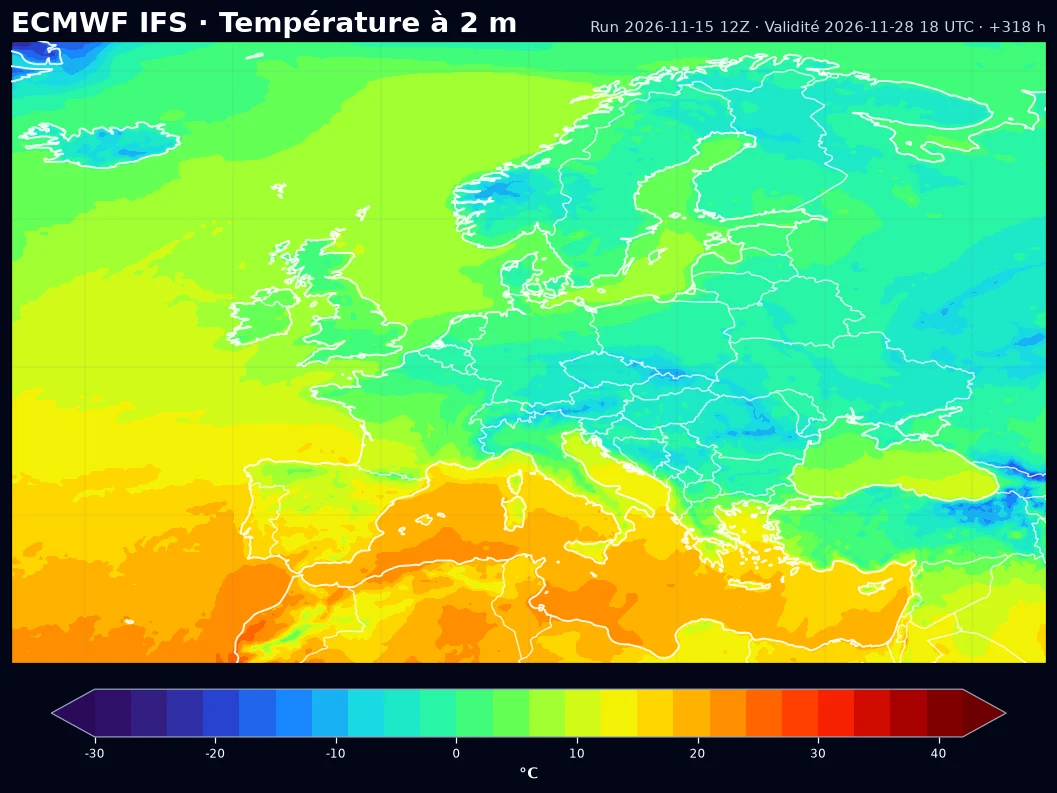 ECMWF IFS · Température à 2 m
Run 2026-11-15 12Z · Validité 2026-11-28 18 UTC · +318 h
-30 -20 -10 0 10 20 30 40
°C